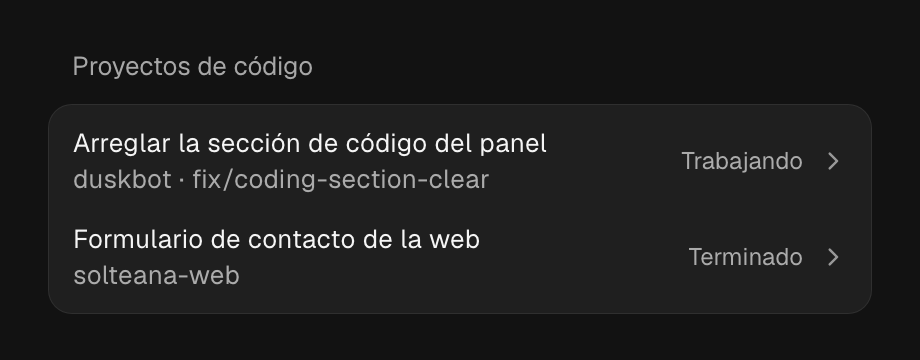 Proyectos de código
Arreglar la sección de código del panel
duskbot · fix/coding-section-clear
Trabajando
Formulario de contacto de la web
solteana-web
Terminado